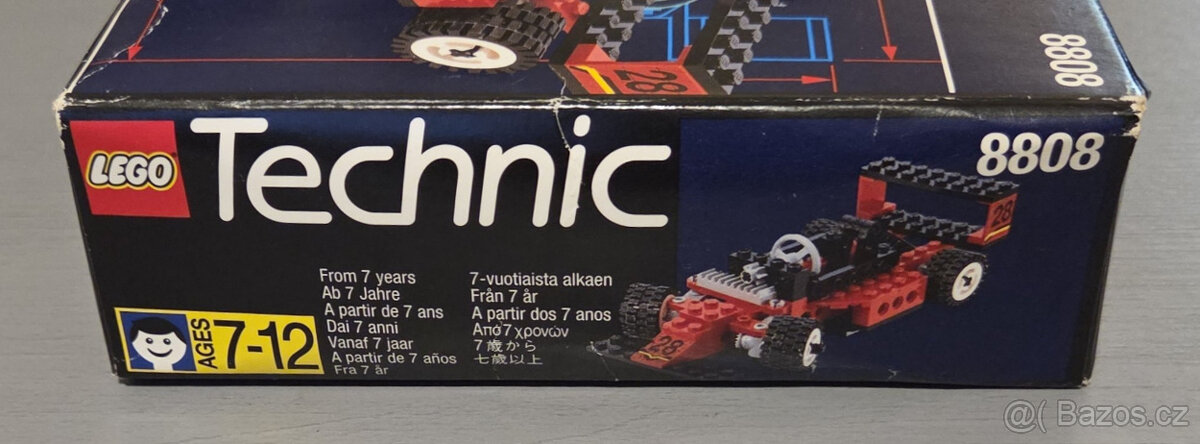 28
8808
LEGO
Technic
8808
28
28
AGES
7-12
From 7 years
Ab 7 Jahre
A partir de 7 ans
Dai 7 anni
Vanaf 7 jaar
A partir de 7 años
Fra 7 år
7-vuotiaista alkaen
Från 7 år
A partir dos 7 anos
Από 7 χρονών
7歳から
七歳以上
@( Bazos.cz